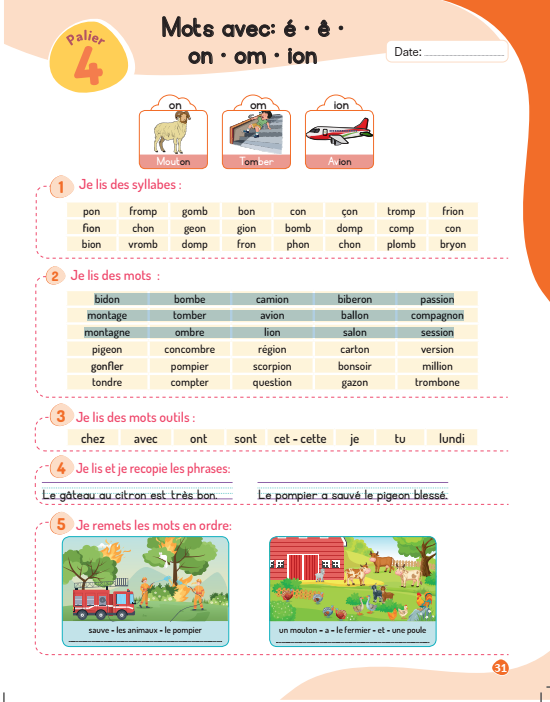 Palier
4
Mots avec: é · ê ·
on · om · ion
Date:
on om ion
Mouton Tomber Avion
1 Je lis des syllabes :
pon fromp gomb bon con çon tromp frion
fion chon geon gion bomb domp comp con
bion vromb domp fron phon chon plomb bryon
2 Je lis des mots :
bidon bombe camion biberon passion
montage tomber avion ballon compagnon
montagne ombre lion salon session
pigeon concombre région carton version
gonfler pompier scorpion bonsoir million
tondre compter question gazon trombone
3 Je lis des mots outils :
chez avec ont sont cet - cette je tu lundi
4 Je lis et je recopie les phrases:
Le gâteau au citron est très bon. Le pompier a sauvé le pigeon blessé.
5 Je remets les mots en ordre:
sauve - les animaux - le pompier un mouton - a - le fermier - et - une poule
31